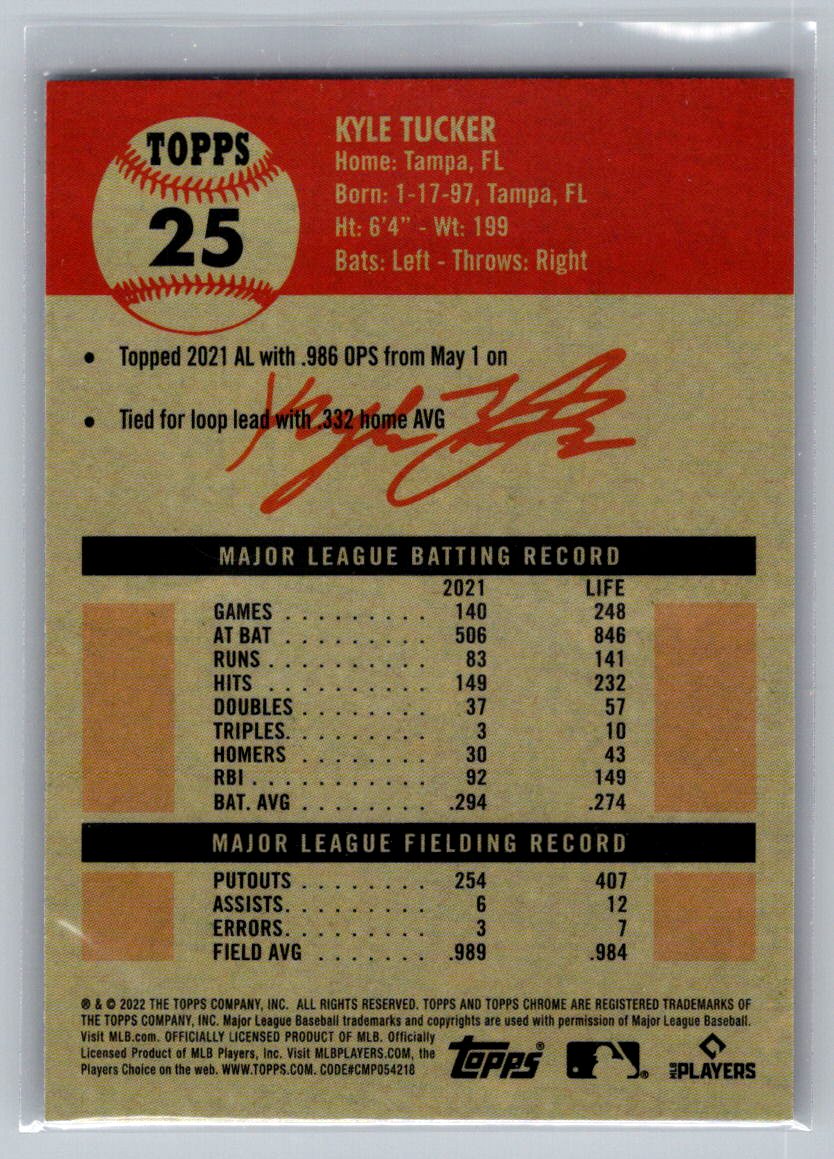 TOPPS
25
KYLE TUCKER
Home: Tampa, FL
Born: 1-17-97, Tampa, FL
Ht: 6'4" - Wt: 199
Bats: Left - Throws: Right
• Topped 2021 AL with .986 OPS from May 1 on
• Tied for loop lead with .332 home AVG
MAJOR LEAGUE BATTING RECORD
2021 LIFE
GAMES . . . . . . . . . 140 248
AT BAT . . . . . . . . . 506 846
RUNS . . . . . . . . . . 83 141
HITS . . . . . . . . . . 149 232
DOUBLES . . . . . . . . 37 57
TRIPLES. . . . . . . . . 3 10
HOMERS . . . . . . . . 30 43
RBI . . . . . . . . . . . 92 149
BAT. AVG . . . . . . . .294 .274
MAJOR LEAGUE FIELDING RECORD
PUTOUTS . . . . . . . . 254 407
ASSISTS. . . . . . . . . 6 12
ERRORS. . . . . . . . . 3 7
FIELD AVG . . . . . . . .989 .984
® & © 2022 THE TOPPS COMPANY, INC. ALL RIGHTS RESERVED. TOPPS AND TOPPS CHROME ARE REGISTERED TRADEMARKS OF
THE TOPPS COMPANY, INC. Major League Baseball trademarks and copyrights are used with permission of Major League Baseball.
Visit MLB.com. OFFICIALLY LICENSED PRODUCT OF MLB. Officially
Licensed Product of MLB Players, Inc. Visit MLBPLAYERS.COM, the
Players Choice on the web. WWW.TOPPS.COM. CODE#CMP054218
Topps®
®
MLB PLAYERS